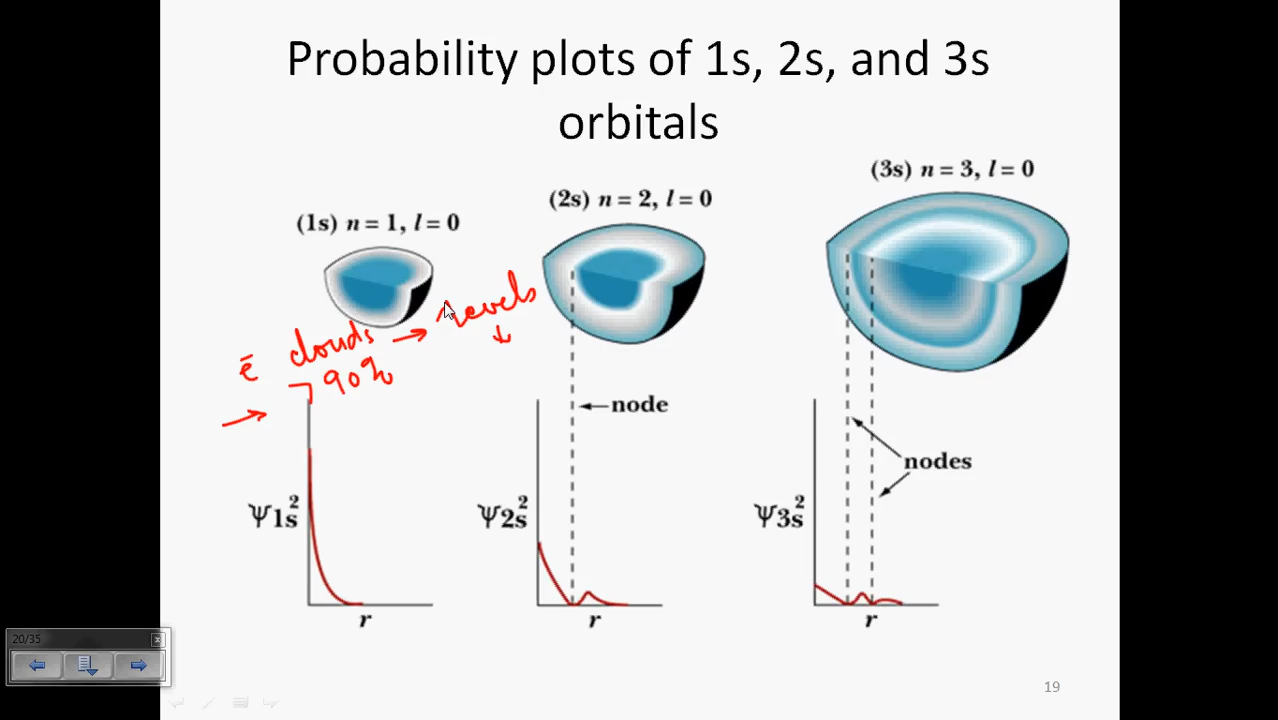 Probability plots of 1s, 2s, and 3s
orbitals
(3s) n = 3, l = 0
(2s) n = 2, l = 0
(1s) n = 1, l = 0
levels
ē clouds →
90%
node
nodes
Ψ1s²
Ψ2s²
Ψ3s²
r
r
r
20/35
x
19